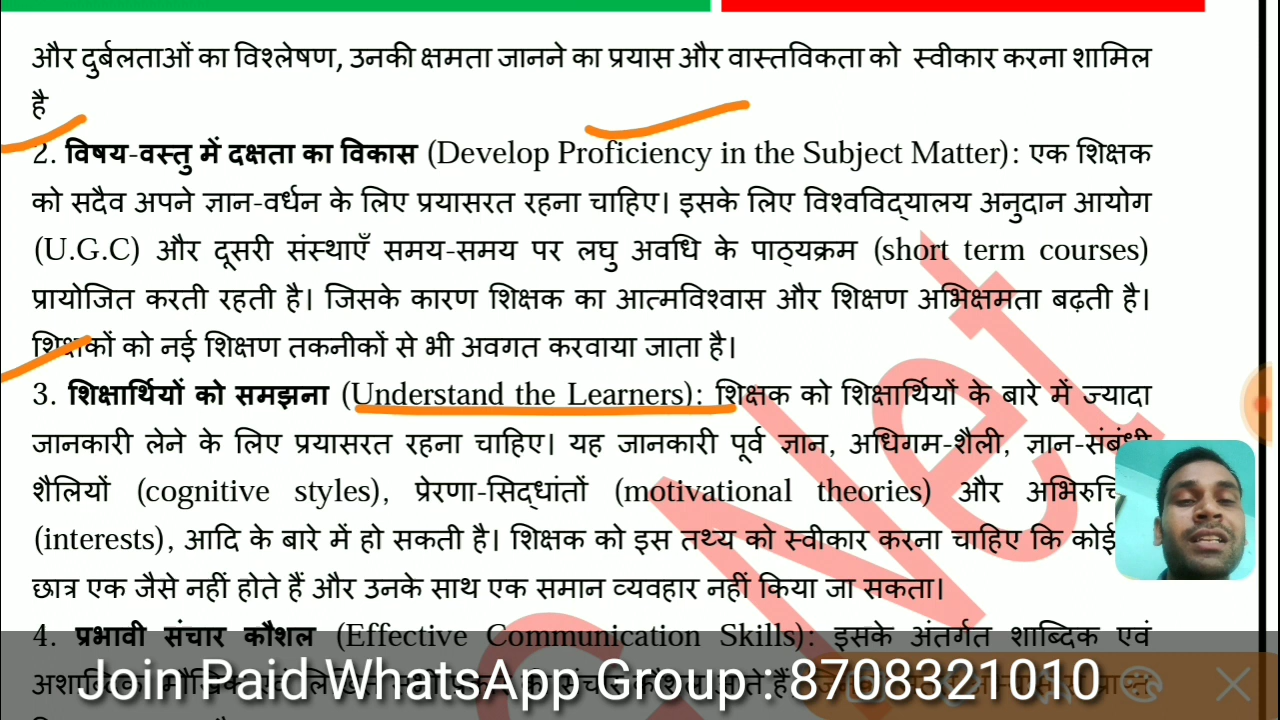 और दुर्बलताओं का विश्लेषण, उनकी क्षमता जानने का प्रयास और वास्तविकता को स्वीकार करना शामिल
है
2. विषय-वस्तु में दक्षता का विकास (Develop Proficiency in the Subject Matter): एक शिक्षक
को सदैव अपने ज्ञान-वर्धन के लिए प्रयासरत रहना चाहिए। इसके लिए विश्वविद्यालय अनुदान आयोग
(U.G.C) और दूसरी संस्थाएँ समय-समय पर लघु अवधि के पाठ्यक्रम (short term courses)
प्रायोजित करती रहती है। जिसके कारण शिक्षक का आत्मविश्वास और शिक्षण अभिक्षमता बढ़ती है।
शिक्षकों को नई शिक्षण तकनीकों से भी अवगत करवाया जाता है।
3. शिक्षार्थियों को समझना (Understand the Learners): शिक्षक को शिक्षार्थियों के बारे में ज्यादा
जानकारी लेने के लिए प्रयासरत रहना चाहिए। यह जानकारी पूर्व ज्ञान, अधिगम-शैली, ज्ञान-संबंधी
शैलियों (cognitive styles), प्रेरणा-सिद्धांतों (motivational theories) और
(interests), आदि के बारे में हो सकती है। शिक्षक को इस तथ्य को स्वीकार करना चाहिए कि कोई
छात्र एक जैसे नहीं होते हैं और उनके साथ एक समान व्यवहार नहीं किया जा सकता।
4. प्रभावी संचार कौशल (Effective Communication Skills): इसके अंतर्गत शाब्दिक एवं
Join Paid WhatsApp Group : 8708321010
Net